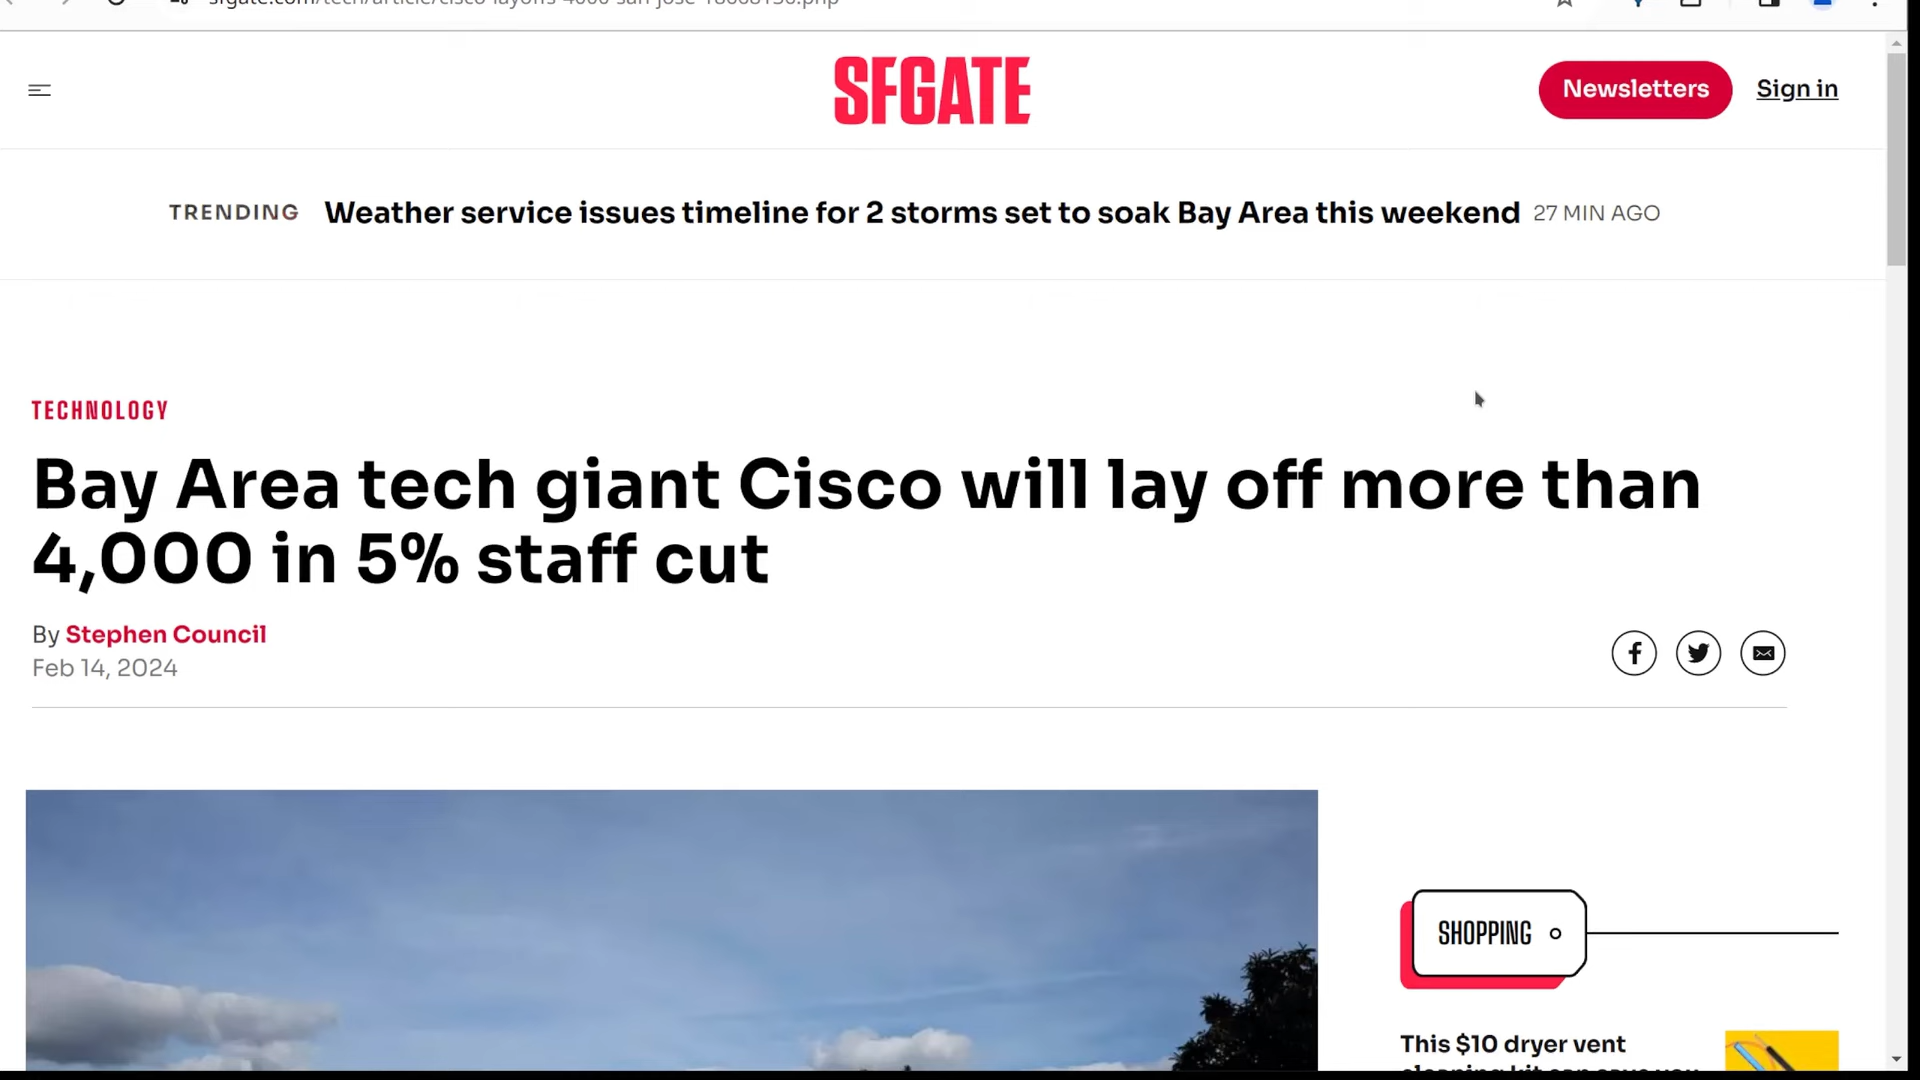 SFGATE
Newsletters
Sign in
TRENDING Weather service issues timeline for 2 storms set to soak Bay Area this weekend 27 MIN AGO
TECHNOLOGY
Bay Area tech giant Cisco will lay off more than
4,000 in 5% staff cut
By Stephen Council
Feb 14, 2024
SHOPPING
This $10 dryer vent